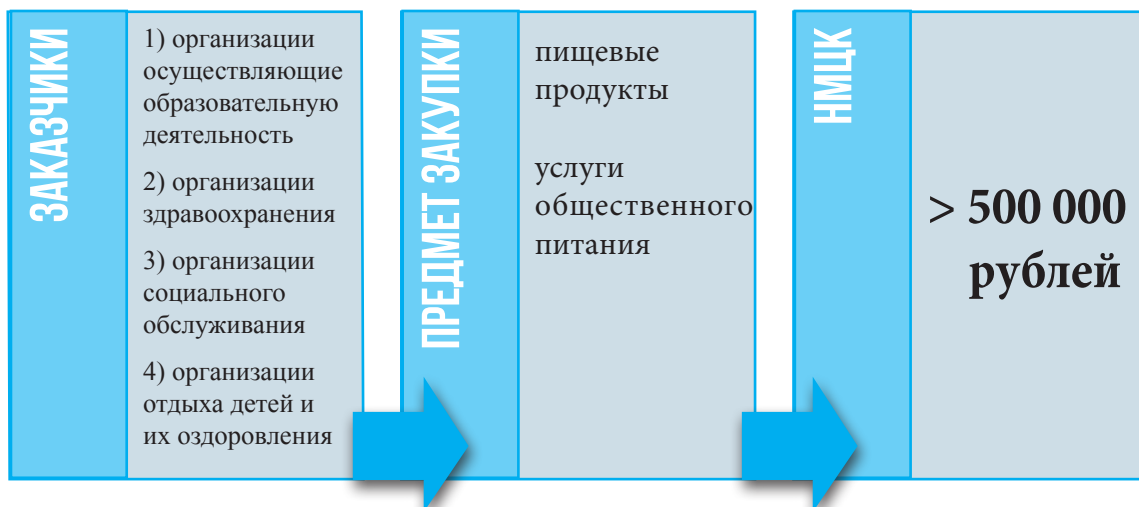 ЗАКАЗЧИКИ
1) организации
осуществляющие
образовательную
деятельность
2) организации
здравоохранения
3) организации
социального
обслуживания
4) организации
отдыха детей и
их оздоровления
ПРЕДМЕТ ЗАКУПКИ
пищевые
продукты
услуги
общественного
питания
НМЦК
> 500 000
рублей